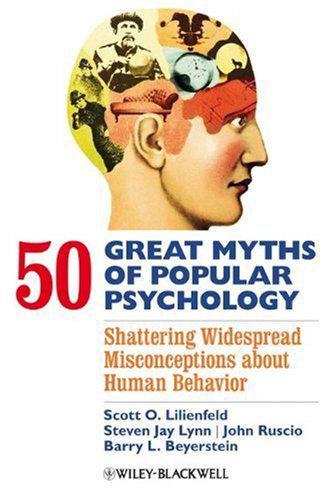 50 GREAT MYTHS
OF POPULAR
PSYCHOLOGY
Shattering Widespread
Misconceptions about
Human Behavior
Scott O. Lilienfeld
Steven Jay Lynn | John Ruscio
Barry L. Beyerstein
WILEY-BLACKWELL